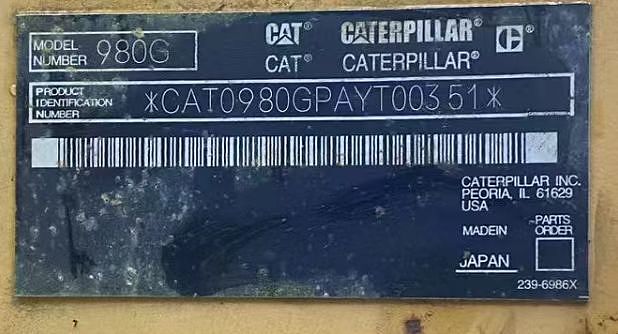 MODEL NUMBER 980G
CAT CATERPILLAR® C®
CAT® CATERPILLAR®
PRODUCT IDENTIFICATION NUMBER *CAT0980GPAYT00351*
CATERPILLAR INC.
PEORIA, IL 61629
USA
MADEIN JAPAN
PARTS ORDER
239-6986X